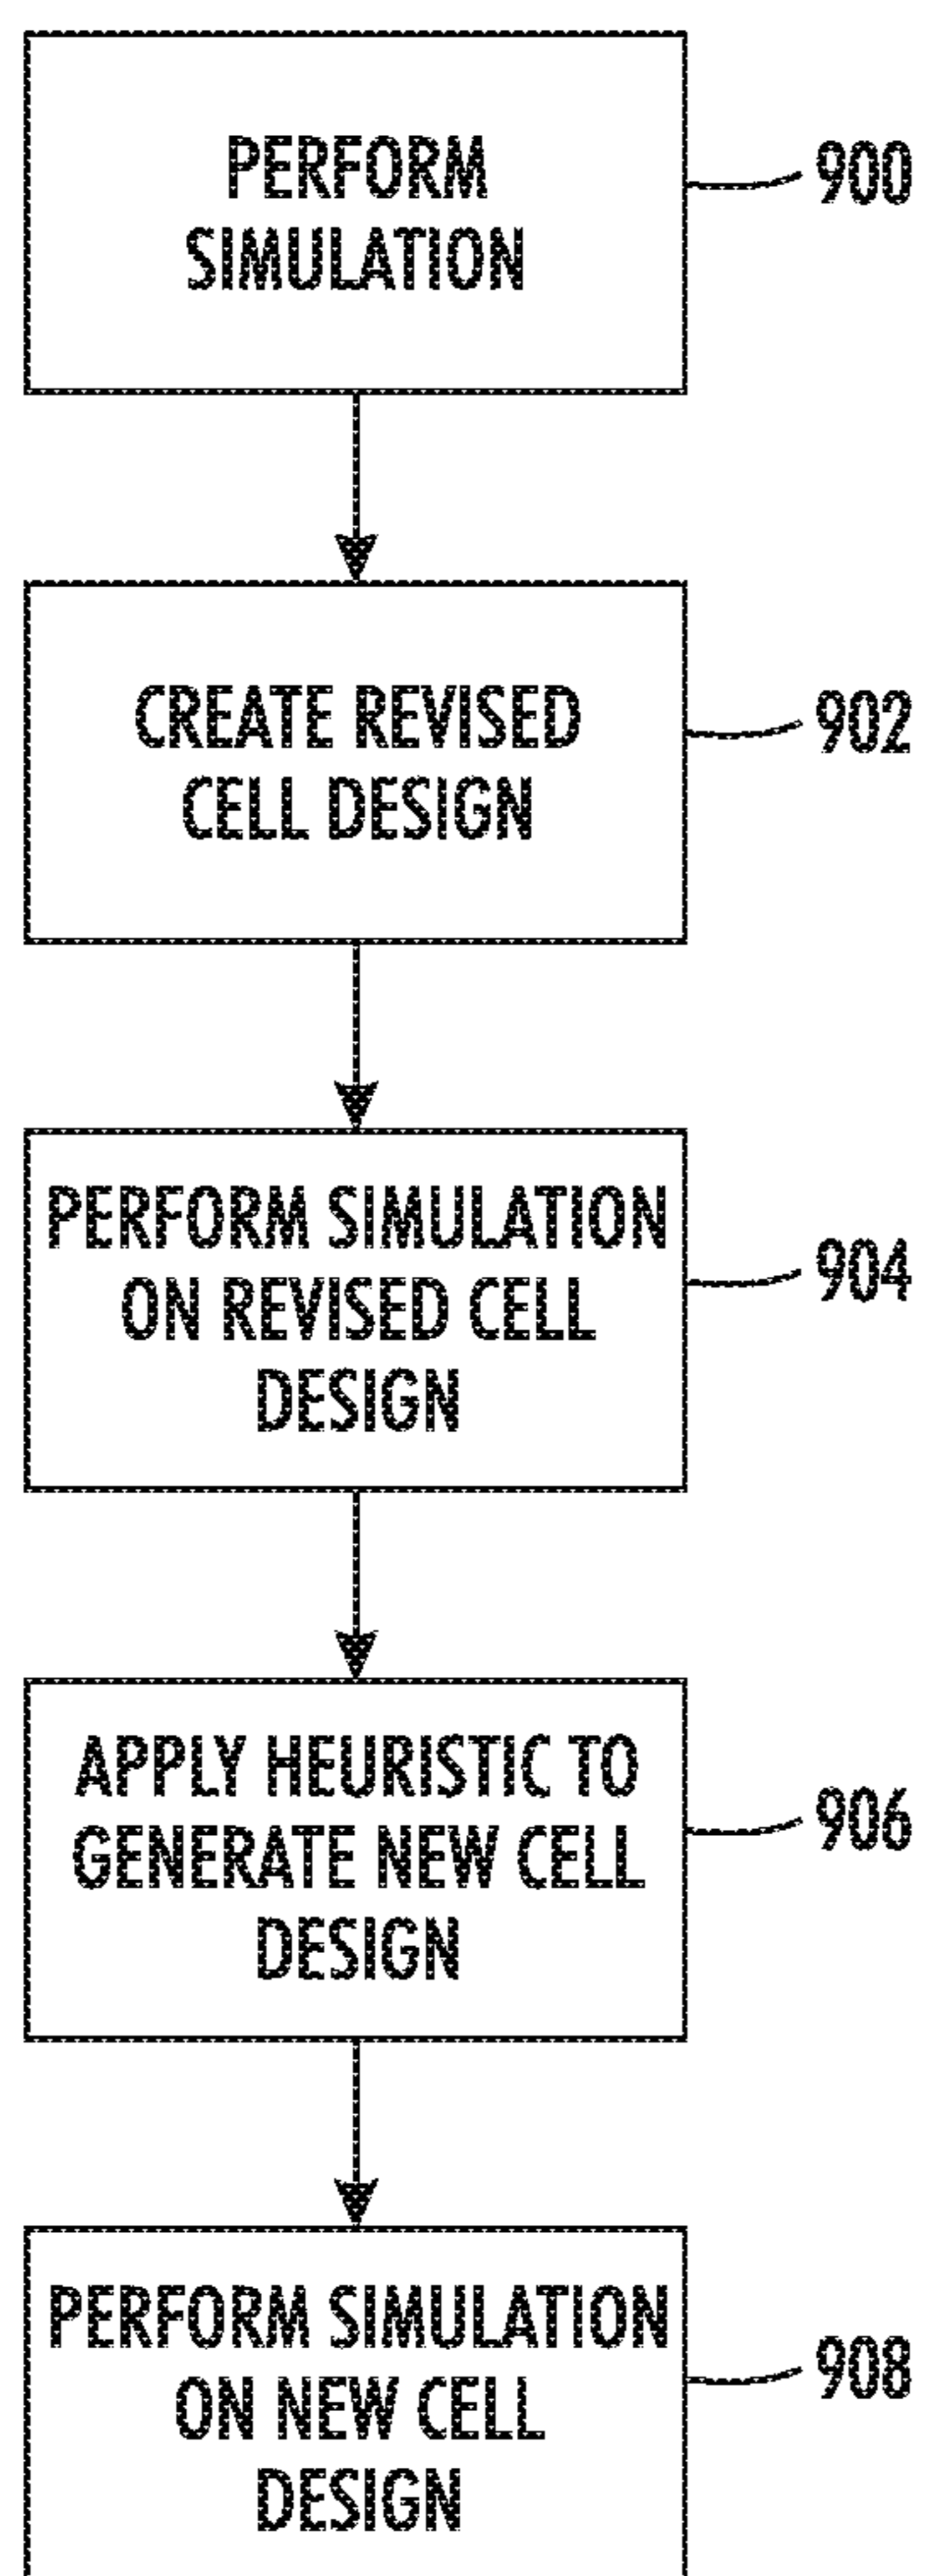 PERFORM
SIMULATION
900
CREATE REVISED
CELL DESIGN
902
PERFORM SIMULATION
ON REVISED CELL
DESIGN
904
APPLY HEURISTIC TO
GENERATE NEW CELL
DESIGN
906
PERFORM SIMULATION
ON NEW CELL
DESIGN
908